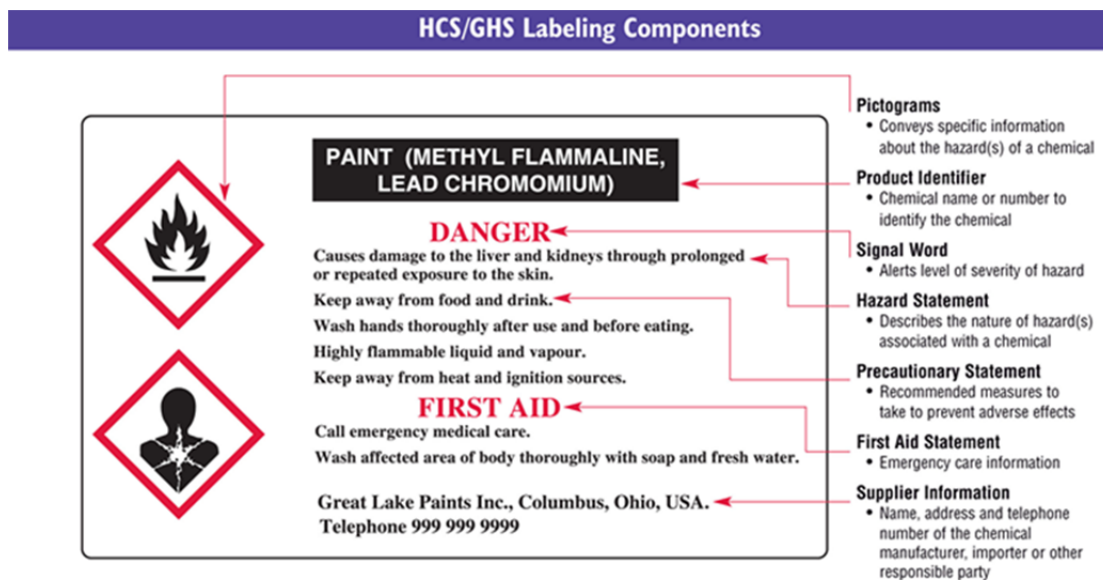 HCS/GHS Labeling Components
PAINT (METHYL FLAMMALINE,
LEAD CHROMOMIUM)
DANGER
Causes damage to the liver and kidneys through prolonged
or repeated exposure to the skin.
Keep away from food and drink.
Wash hands thoroughly after use and before eating.
Highly flammable liquid and vapour.
Keep away from heat and ignition sources.
FIRST AID
Call emergency medical care.
Wash affected area of body thoroughly with soap and fresh water.
Great Lake Paints Inc., Columbus, Ohio, USA.
Telephone 999 999 9999
Pictograms
• Conveys specific information
about the hazard(s) of a chemical
Product Identifier
• Chemical name or number to
identify the chemical
Signal Word
• Alerts level of severity of hazard
Hazard Statement
• Describes the nature of hazard(s)
associated with a chemical
Precautionary Statement
• Recommended measures to
take to prevent adverse effects
First Aid Statement
• Emergency care information
Supplier Information
• Name, address and telephone
number of the chemical
manufacturer, importer or other
responsible party